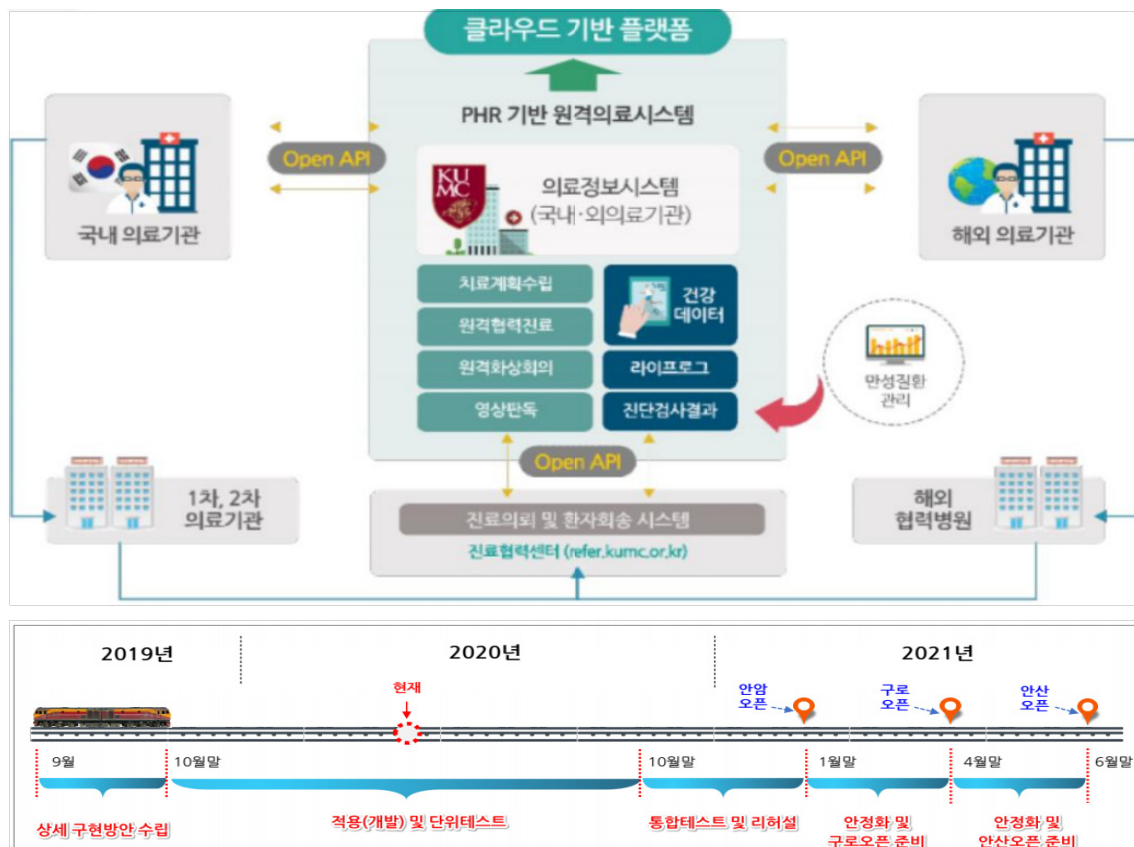 클라우드 기반 플랫폼
PHR 기반 원격의료시스템
Open API
Open API
국내 의료기관
KU
MC
의료정보시스템
(국내·외의료기관)
해외 의료기관
치료계획수립
원격협력진료
원격화상회의
영상판독
건강
데이터
라이프로그
진단검사결과
만성질환
관리
Open API
1차, 2차
의료기관
진료의뢰 및 환자회송 시스템
진료협력센터 (refer.kumc.or.kr)
해외
협력병원
2019년
2020년
2021년
현재
안암
오픈
구로
오픈
안산
오픈
9월
10월말
10월말
1월말
4월말
6월말
상세 구현방안 수립
적용(개발) 및 단위테스트
통합테스트 및 리허설
안정화 및
구로오픈 준비
안정화 및
안산오픈 준비